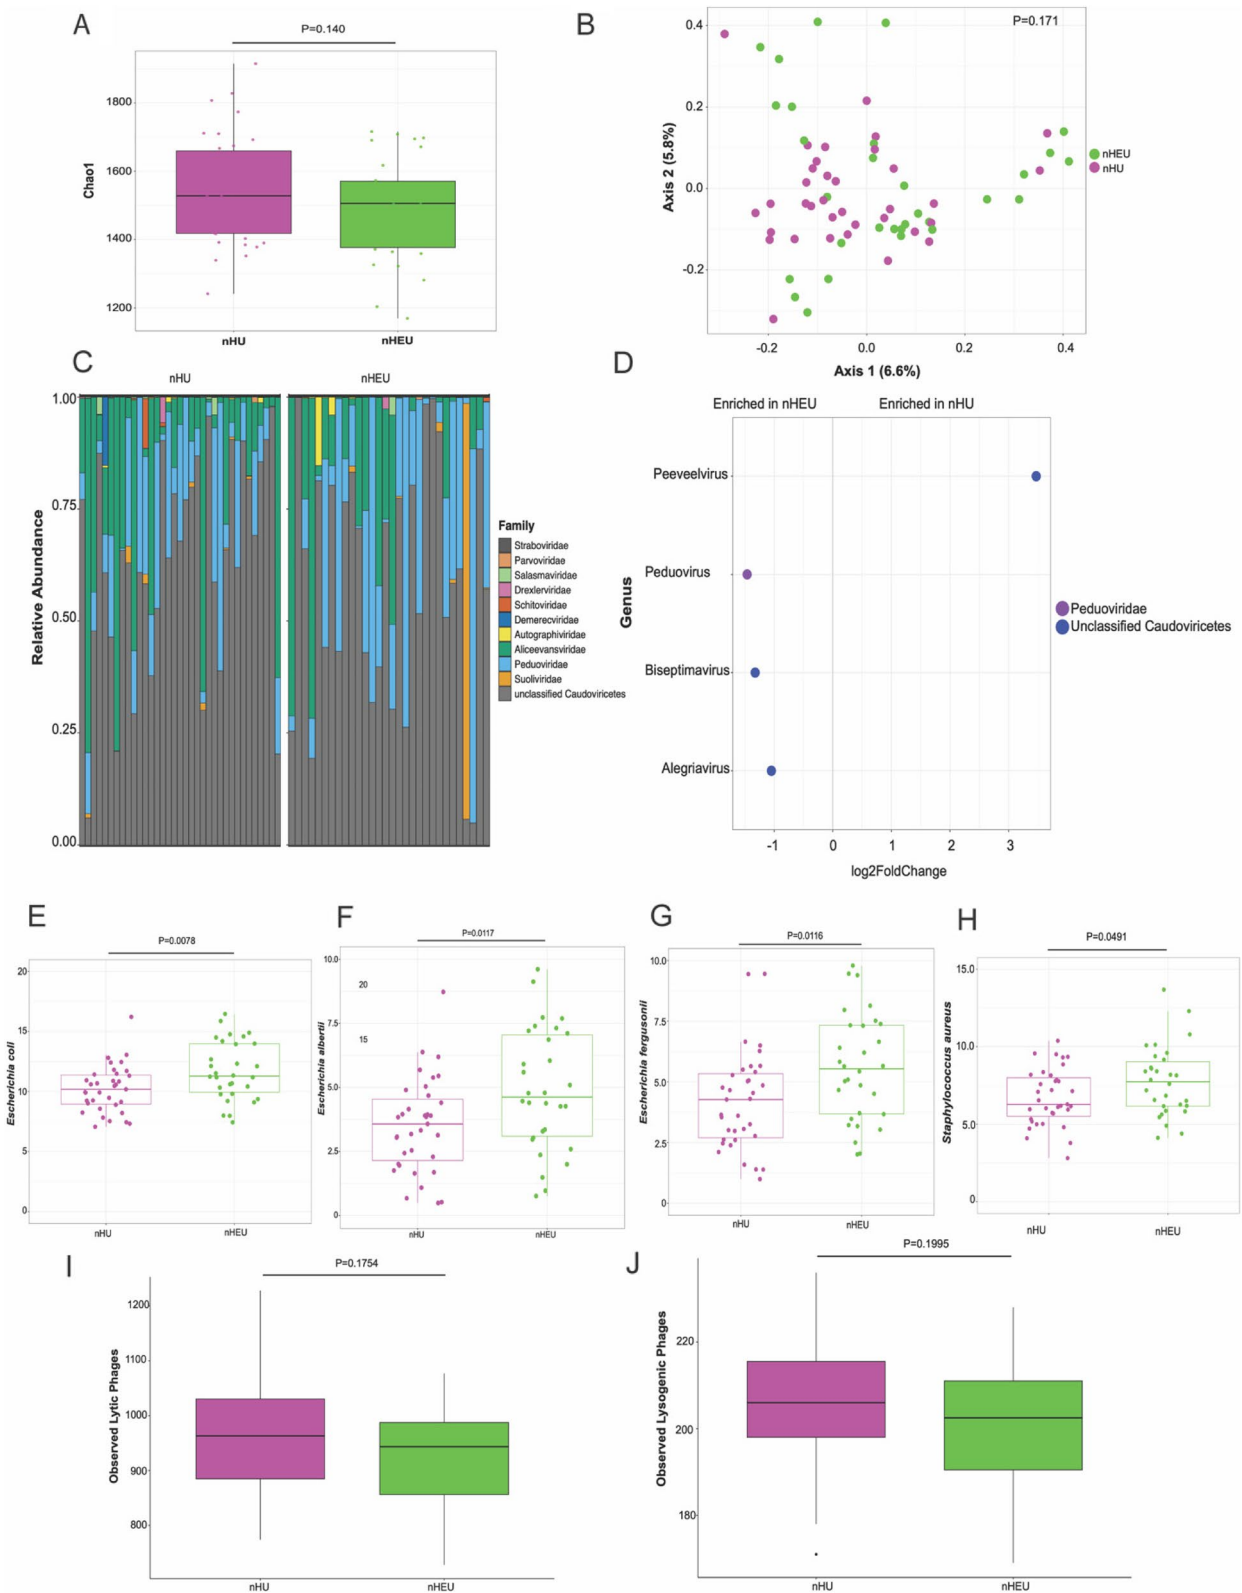 A
P=0.140
Chao1
1800
1600
1400
1200
nHU
nHEU
B
P=0.171
Axis 2 (5.8%)
0.4
0.2
0.0
-0.2
-0.2
0.0
0.2
0.4
Axis 1 (6.6%)
nHEU
nHU
C
nHU
nHEU
Relative Abundance
1.00
0.75
0.50
0.25
0.00
Family
Straboviridae
Parvoviridae
Salasmaviridae
Drexlerviridae
Schitoviridae
Demerecviridae
Autographiviridae
Aliceevansviridae
Peduoviridae
Suoliviridae
unclassified Caudoviricetes
D
Enriched in nHEU
Enriched in nHU
Genus
Peeveelvirus
Peduovirus
Biseptimavirus
Alegriavirus
-1
0
1
2
3
log2FoldChange
Peduoviridae
Unclassified Caudoviricetes
E
P=0.0078
Escherichia coli
20
15
10
5
0
nHU
nHEU
F
P=0.0117
Escherichia albertii
10.0
20
7.5
15
5.0
2.5
0
nHU
nHEU
G
P=0.0116
Escherichia fergusonii
10.0
7.5
5.0
2.5
0
nHU
nHEU
H
P=0.0491
Staphylococcus aureus
15.0
10.0
5.0
0
nHU
nHEU
I
P=0.1754
Observed Lytic Phages
1200
1100
1000
900
800
nHU
nHEU
J
P=0.1995
Observed Lysogenic Phages
220
200
180
nHU
nHEU